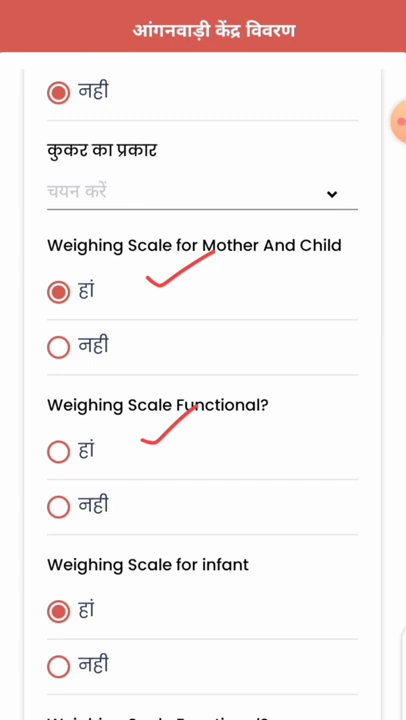 आंगनवाड़ी केंद्र विवरण
नही
कुकर का प्रकार
चयन करें
Weighing Scale for Mother And Child
हां
नही
Weighing Scale Functional?
हां
नही
Weighing Scale for infant
हां
नही